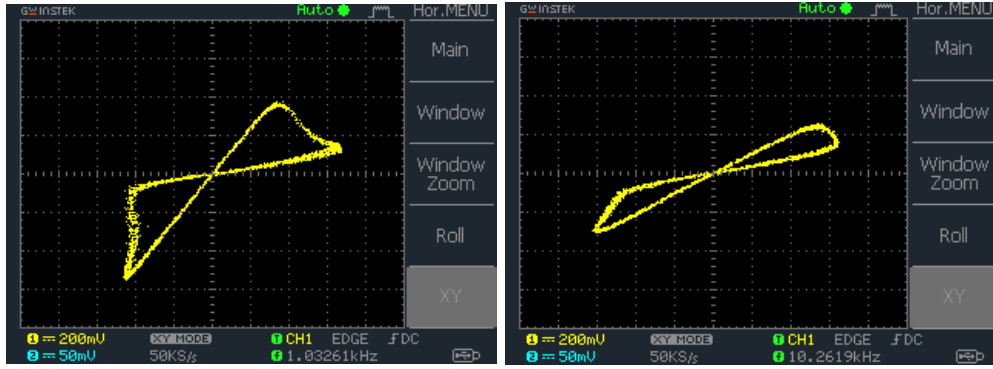 GWINSTEK Auto Hor.MENU
Main
Window
Window
Zoom
Roll
XY
1 200mV XY MODE T CH1 EDGE DC
2 50mV 50KS/s f 1.03261kHz
GWINSTEK Auto Hor.MENU
Main
Window
Window
Zoom
Roll
XY
1 200mV XY MODE T CH1 EDGE DC
2 50mV 50KS/s f 10.2619kHz